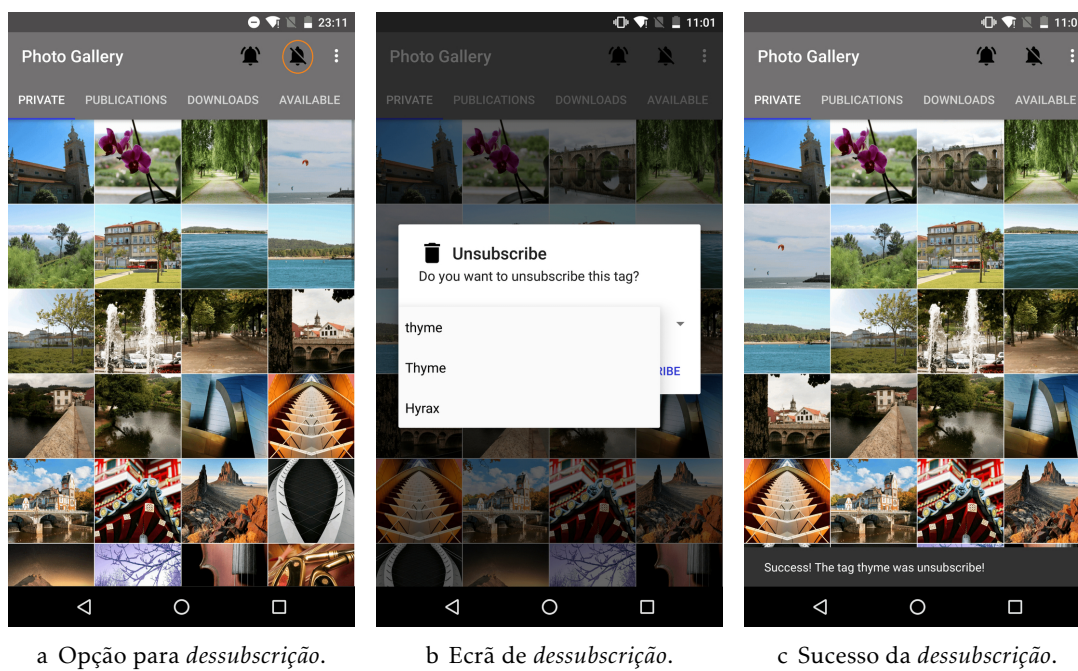 23:11
Photo Gallery
PRIVATE PUBLICATIONS DOWNLOADS AVAILABLE
11:01
Photo Gallery
PRIVATE PUBLICATIONS DOWNLOADS AVAILABLE
Unsubscribe
Do you want to unsubscribe this tag?
thyme
Thyme
RIBE
Hyrax
11:0
Photo Gallery
PRIVATE PUBLICATIONS DOWNLOADS AVAILABLE
Success! The tag thyme was unsubscribe!
a Opção para dessubscrição.
b Ecrã de dessubscrição.
c Sucesso da dessubscrição.